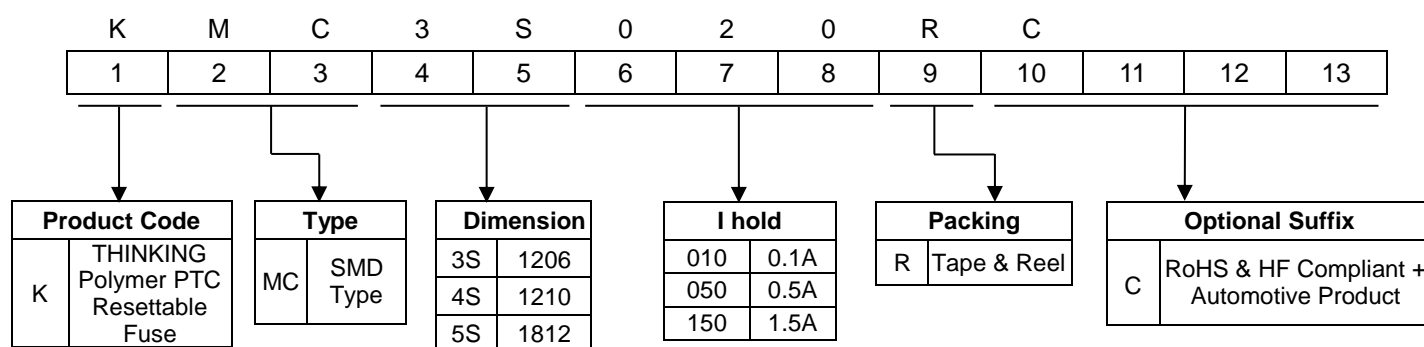 K M C 3 S 0 2 0 R C
1 2 3 4 5 6 7 8 9 10 11 12 13
Product Code
K
THINKING
Polymer PTC
Resettable
Fuse
Type
MC
SMD
Type
Dimension
3S 1206
4S 1210
5S 1812
I hold
010 0.1A
050 0.5A
150 1.5A
Packing
R Tape & Reel
Optional Suffix
C
RoHS & HF Compliant +
Automotive Product